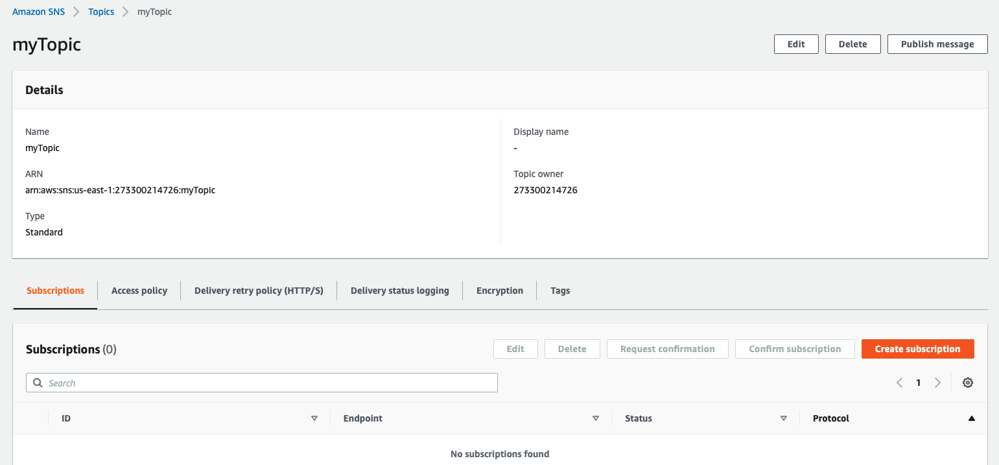 Amazon SNS Topics myTopic
myTopic
Edit Delete Publish message
Details
Name
myTopic
ARN
arn:aws:sns:us-east-1:273300214726:myTopic
Type
Standard
Display name
-
Topic owner
273300214726
Subscriptions Access policy Delivery retry policy (HTTP/S) Delivery status logging Encryption Tags
Subscriptions (0)
Edit Delete Request confirmation Confirm subscription Create subscription
Search
1
ID Endpoint Status Protocol
No subscriptions found